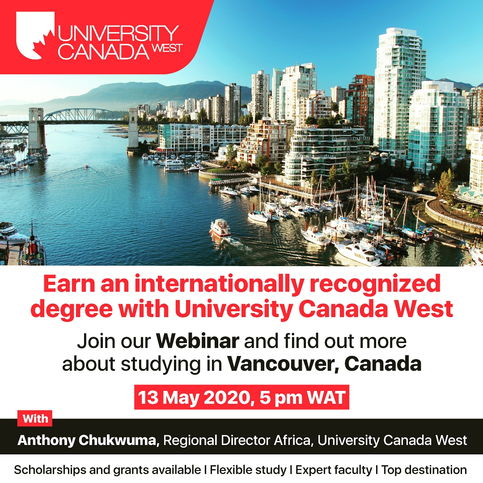 UNIVERSITY
CANADA WEST
Earn an internationally recognized
degree with University Canada West
Join our Webinar and find out more
about studying in Vancouver, Canada
13 May 2020, 5 pm WAT
With
Anthony Chukwuma, Regional Director Africa, University Canada West
Scholarships and grants available I Flexible study I Expert faculty I Top destination